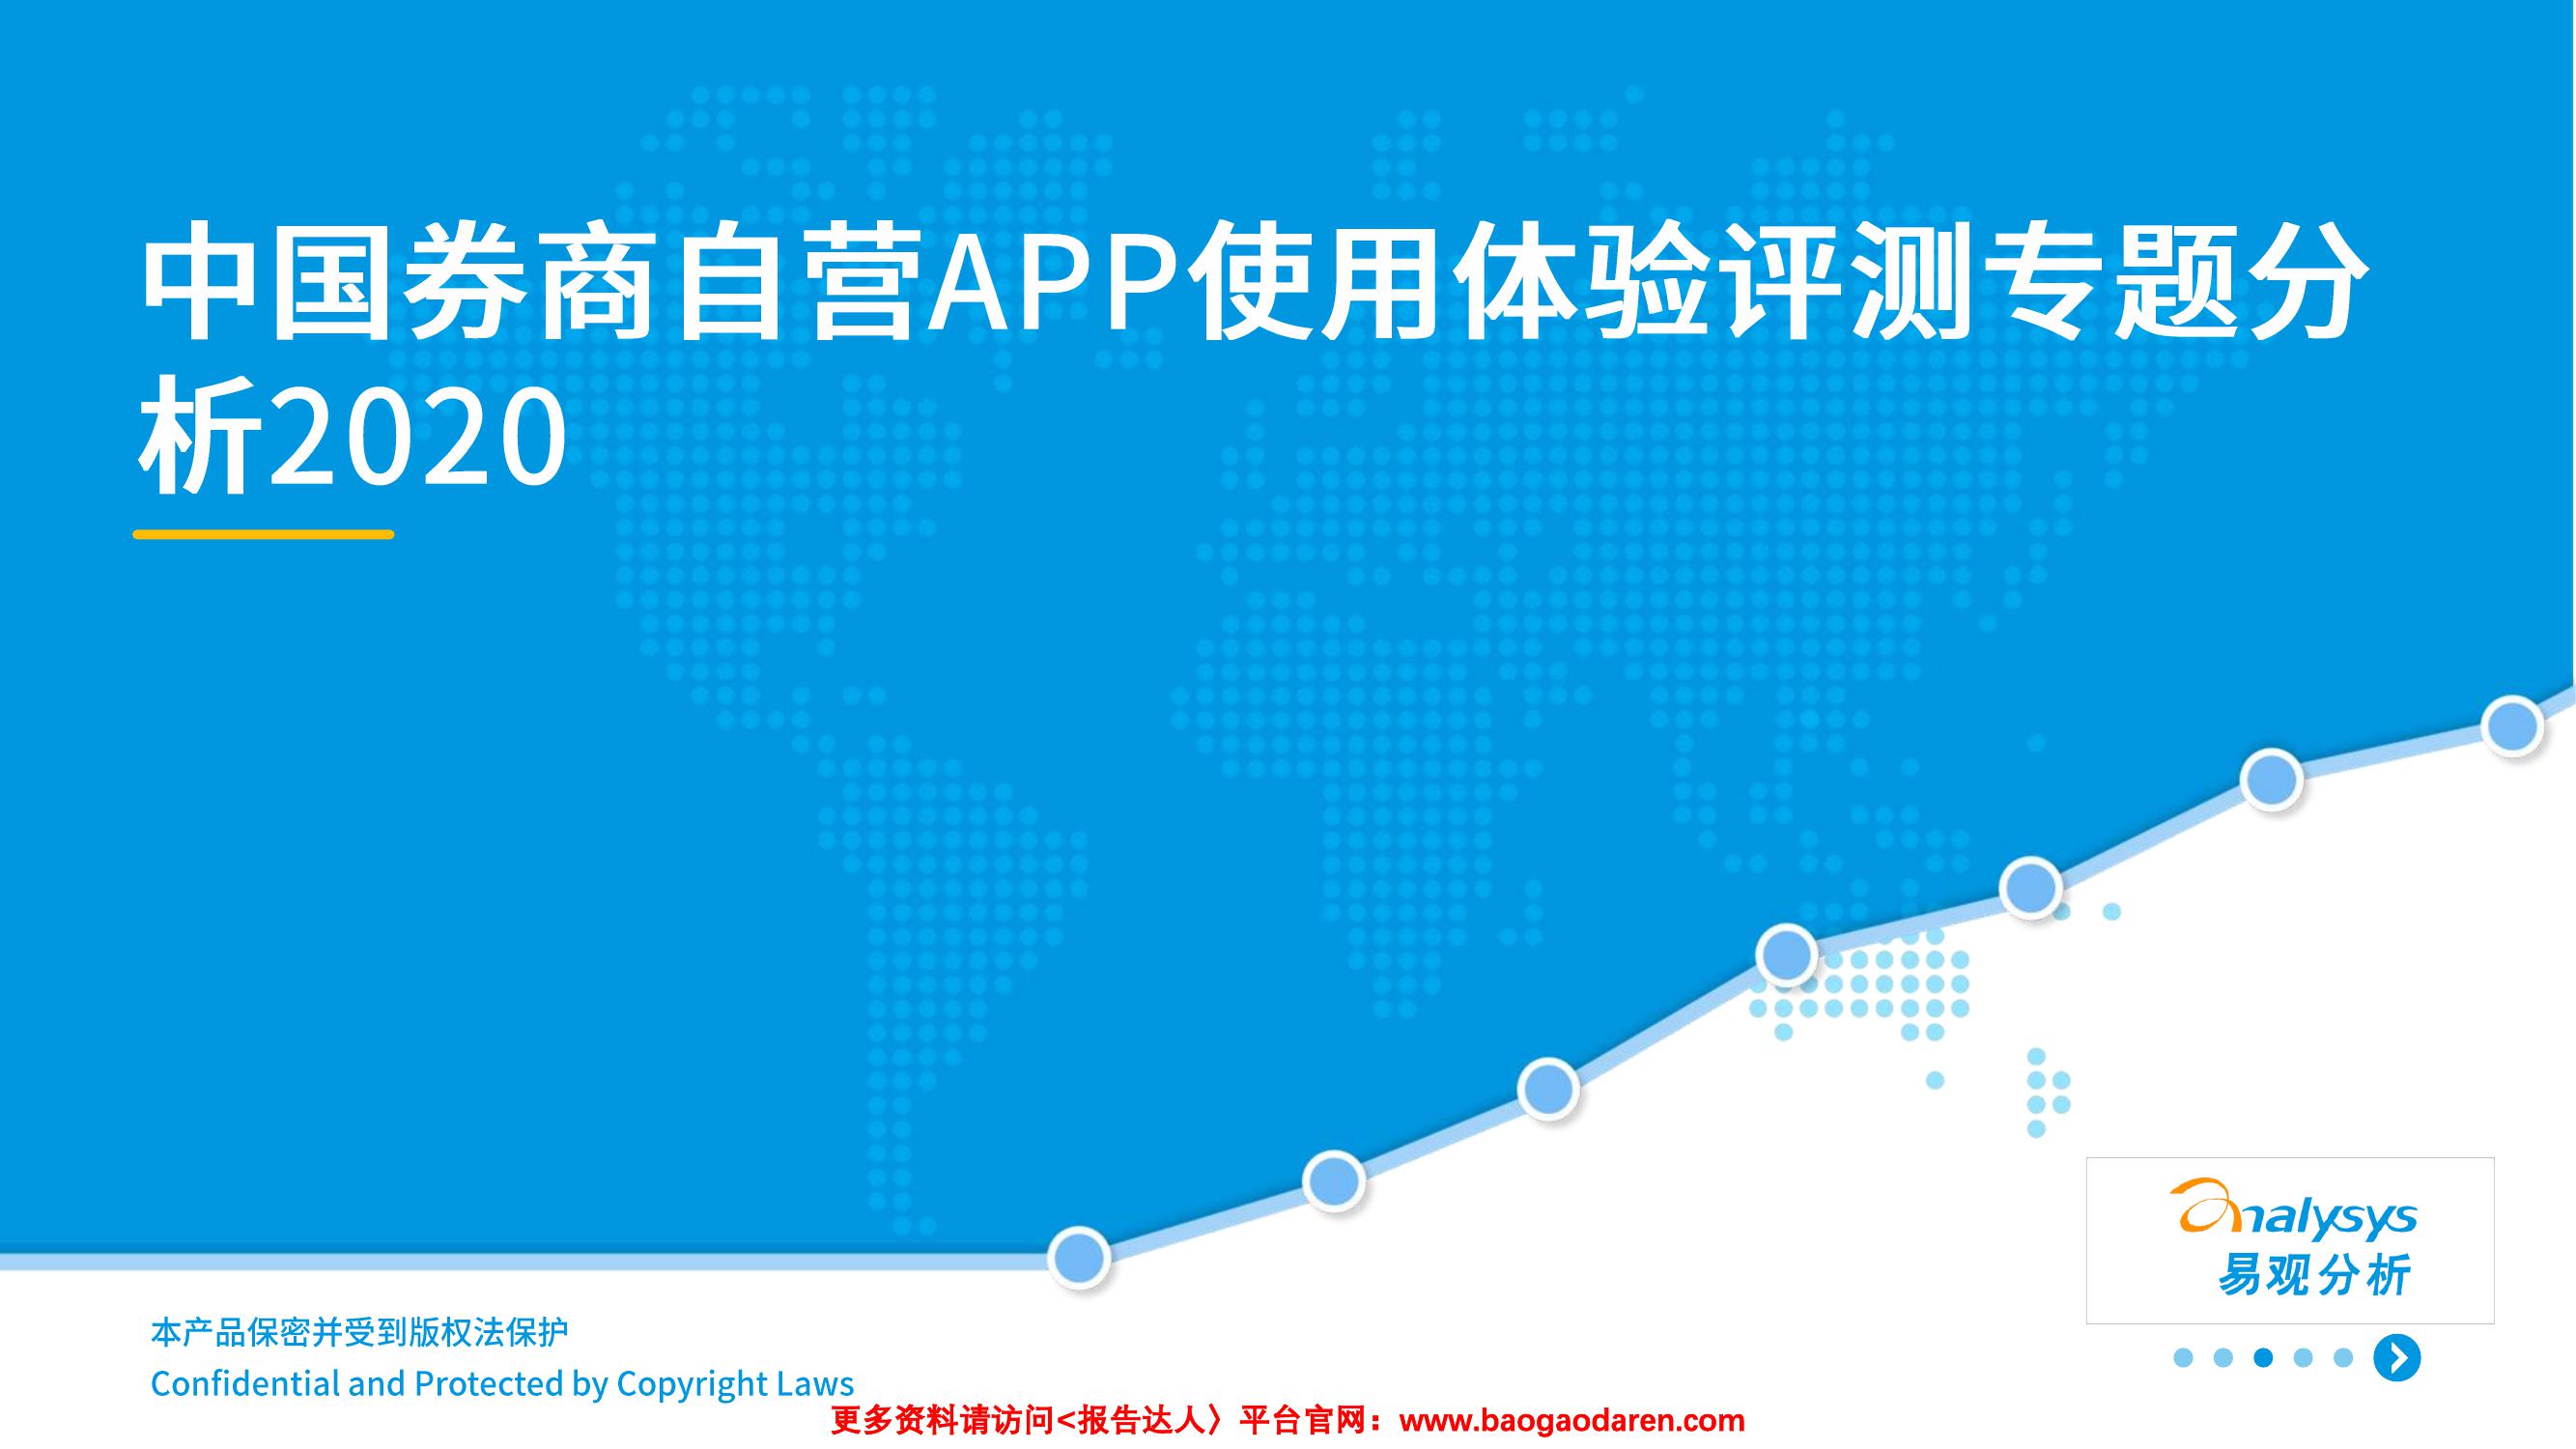 中国券商自营APP使用体验评测专题分
析2020
analysys
易观分析
本产品保密并受到版权法保护
Confidential and Protected by Copyright Laws
更多资料请访问<报告达人〉平台官网：www.baogaodaren.com